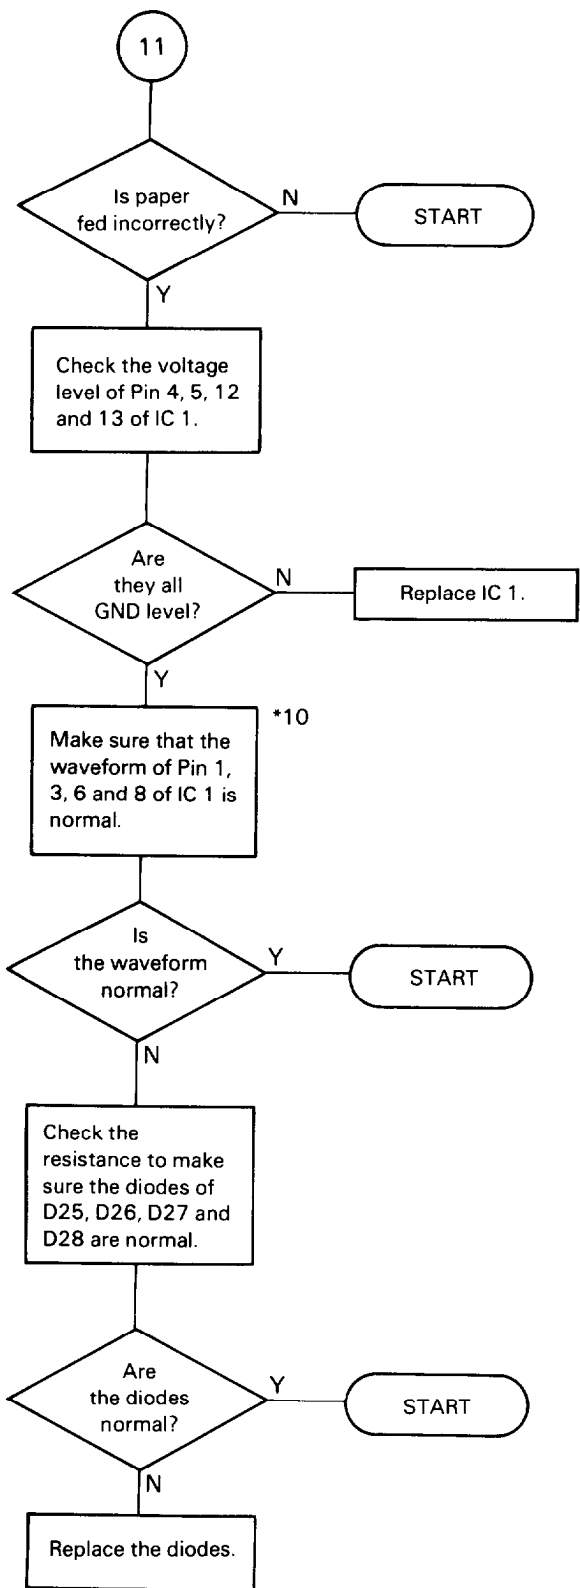 11
Is paper
fed incorrectly?
N
START
Y
Check the voltage
level of Pin 4, 5, 12
and 13 of IC 1.
Are
they all
GND level?
N
Replace IC 1.
Y
*10
Make sure that the
waveform of Pin 1,
3, 6 and 8 of IC 1 is
normal.
Is
the waveform
normal?
Y
START
N
Check the
resistance to make
sure the diodes of
D25, D26, D27 and
D28 are normal.
Are
the diodes
normal?
Y
START
N
Replace the diodes.